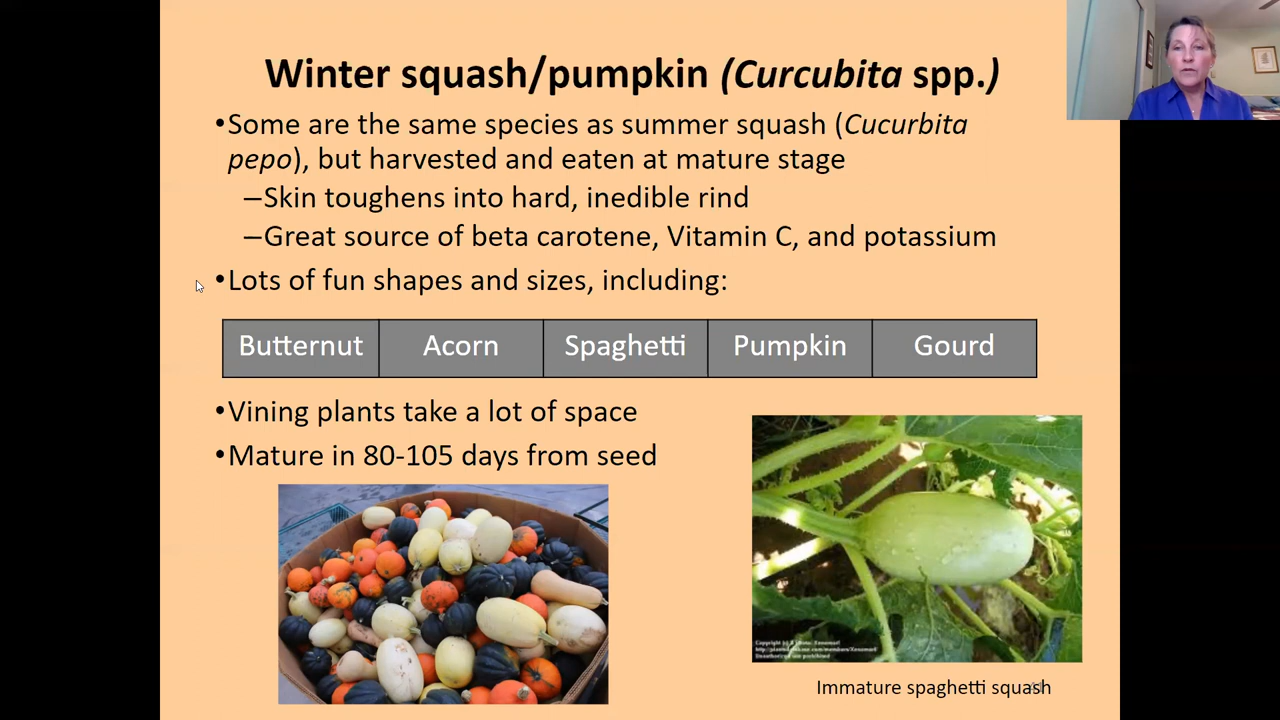 Winter squash/pumpkin (Curcubita spp.)
•Some are the same species as summer squash (Cucurbita
pepo), but harvested and eaten at mature stage
–Skin toughens into hard, inedible rind
–Great source of beta carotene, Vitamin C, and potassium
•Lots of fun shapes and sizes, including:
Butternut Acorn Spaghetti Pumpkin Gourd
•Vining plants take a lot of space
•Mature in 80-105 days from seed
Immature spaghetti squash